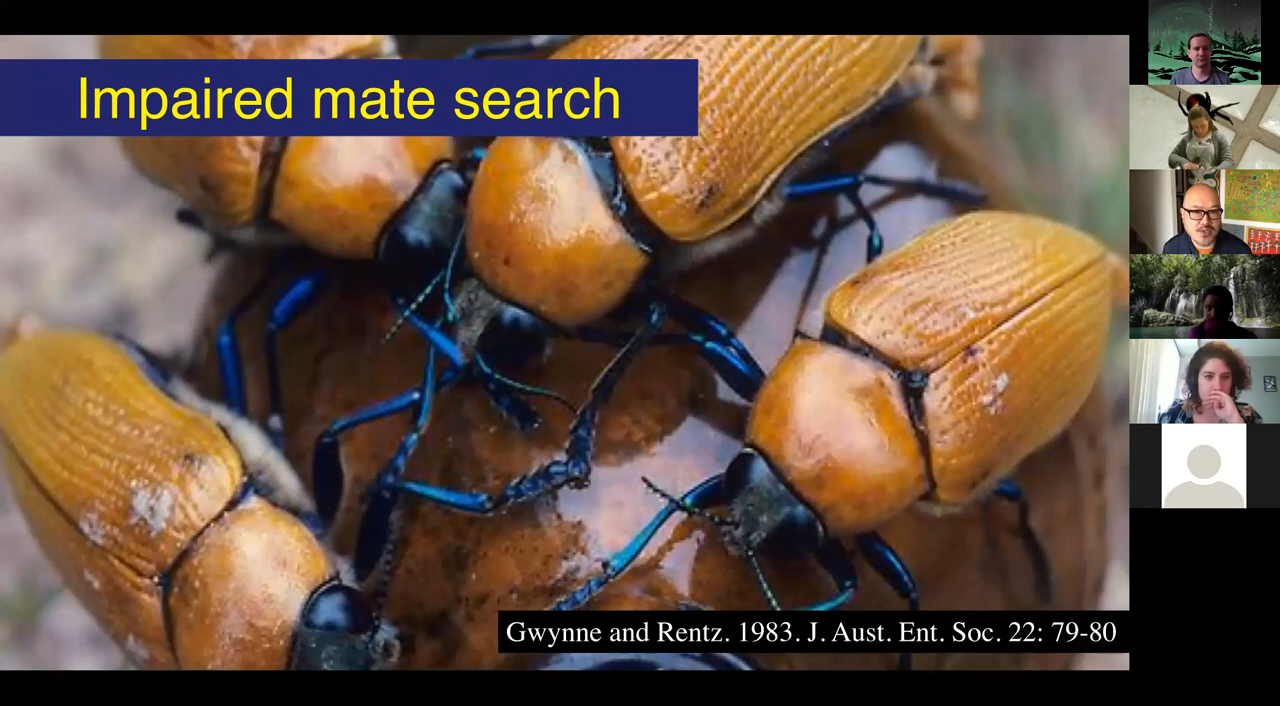 Impaired mate search
Gwynne and Rentz. 1983. J. Aust. Ent. Soc. 22: 79-80